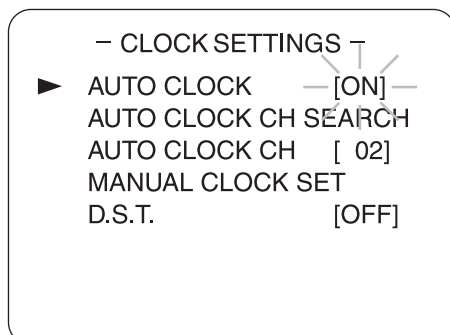 – CLOCK SETTINGS –
► AUTO CLOCK [ON]
AUTO CLOCK CH SEARCH
AUTO CLOCK CH [ 02]
MANUAL CLOCK SET
D.S.T. [OFF]